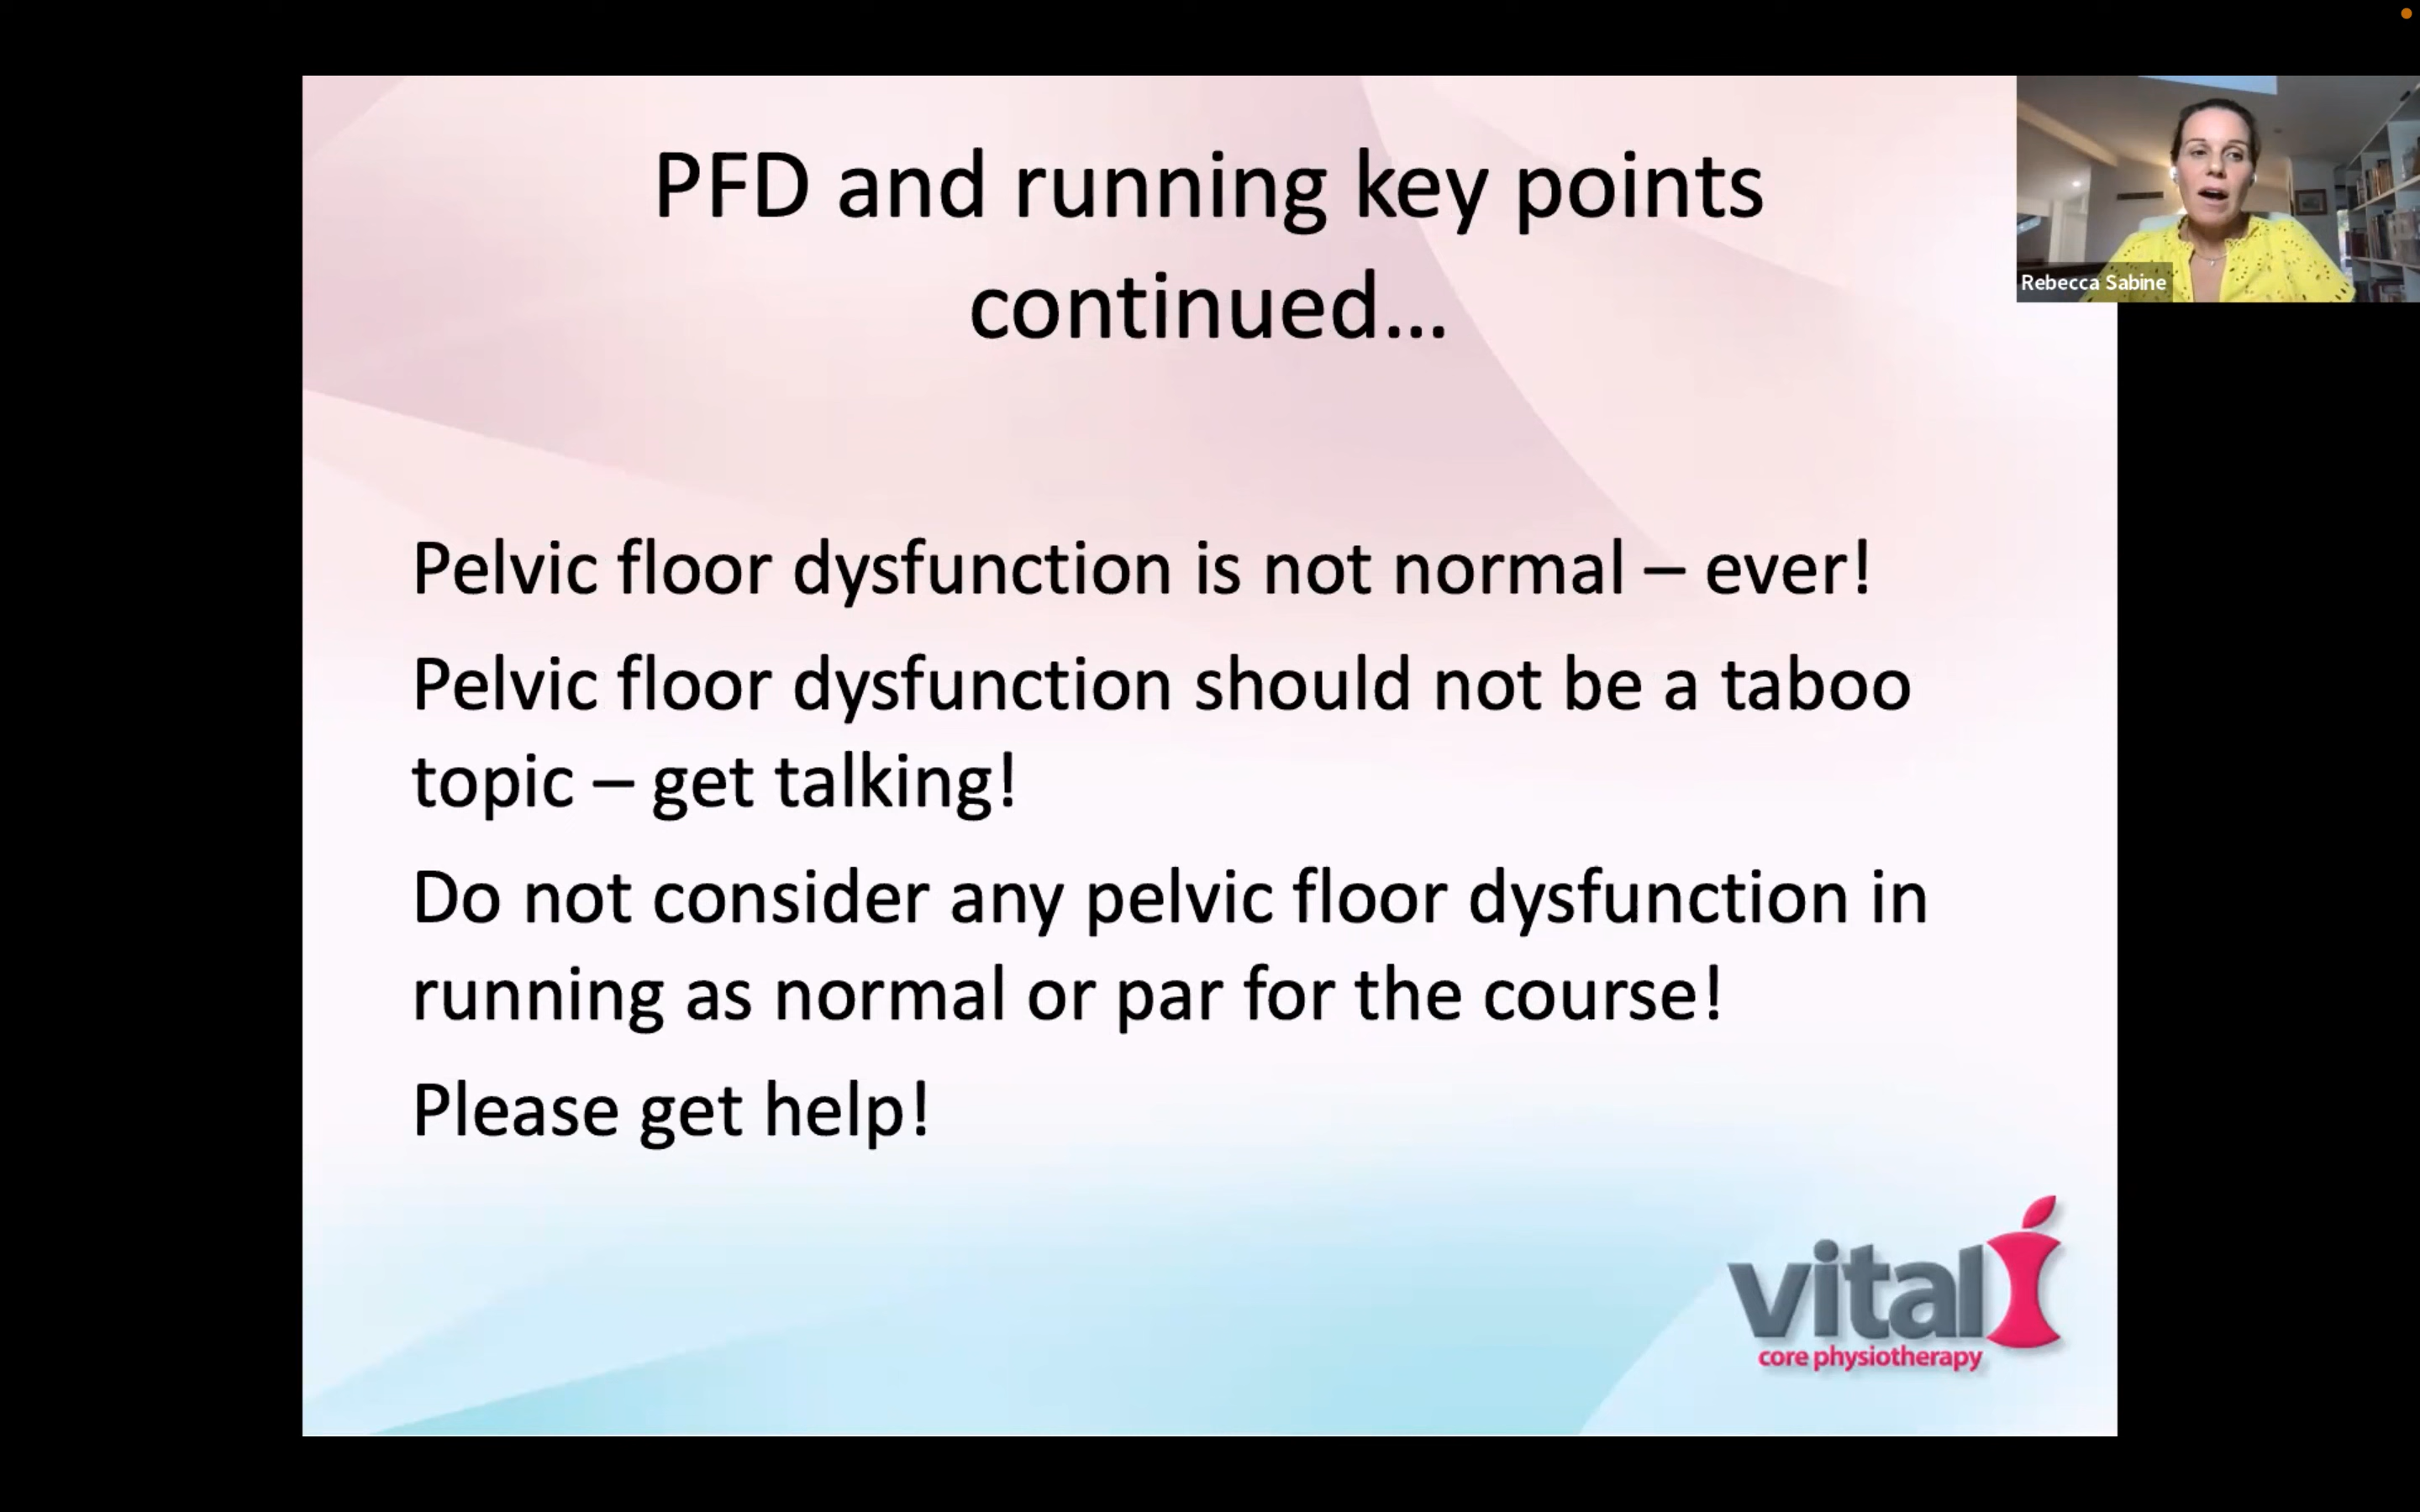 PFD and running key points
continued...
Rebecca Sabine
Pelvic floor dysfunction is not normal – ever!
Pelvic floor dysfunction should not be a taboo
topic – get talking!
Do not consider any pelvic floor dysfunction in
running as normal or par for the course!
Please get help!
vital
core physiotherapy